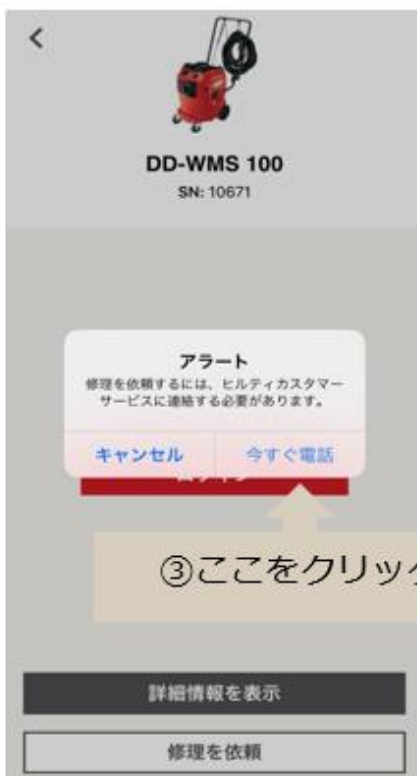 DD-WMS 100
SN: 10671
アラート
修理を依頼するには、ヒルティカスタマー
サービスに連絡する必要があります。
キャンセル
今すぐ電話
③ここをクリック
詳細情報を表示
修理を依頼